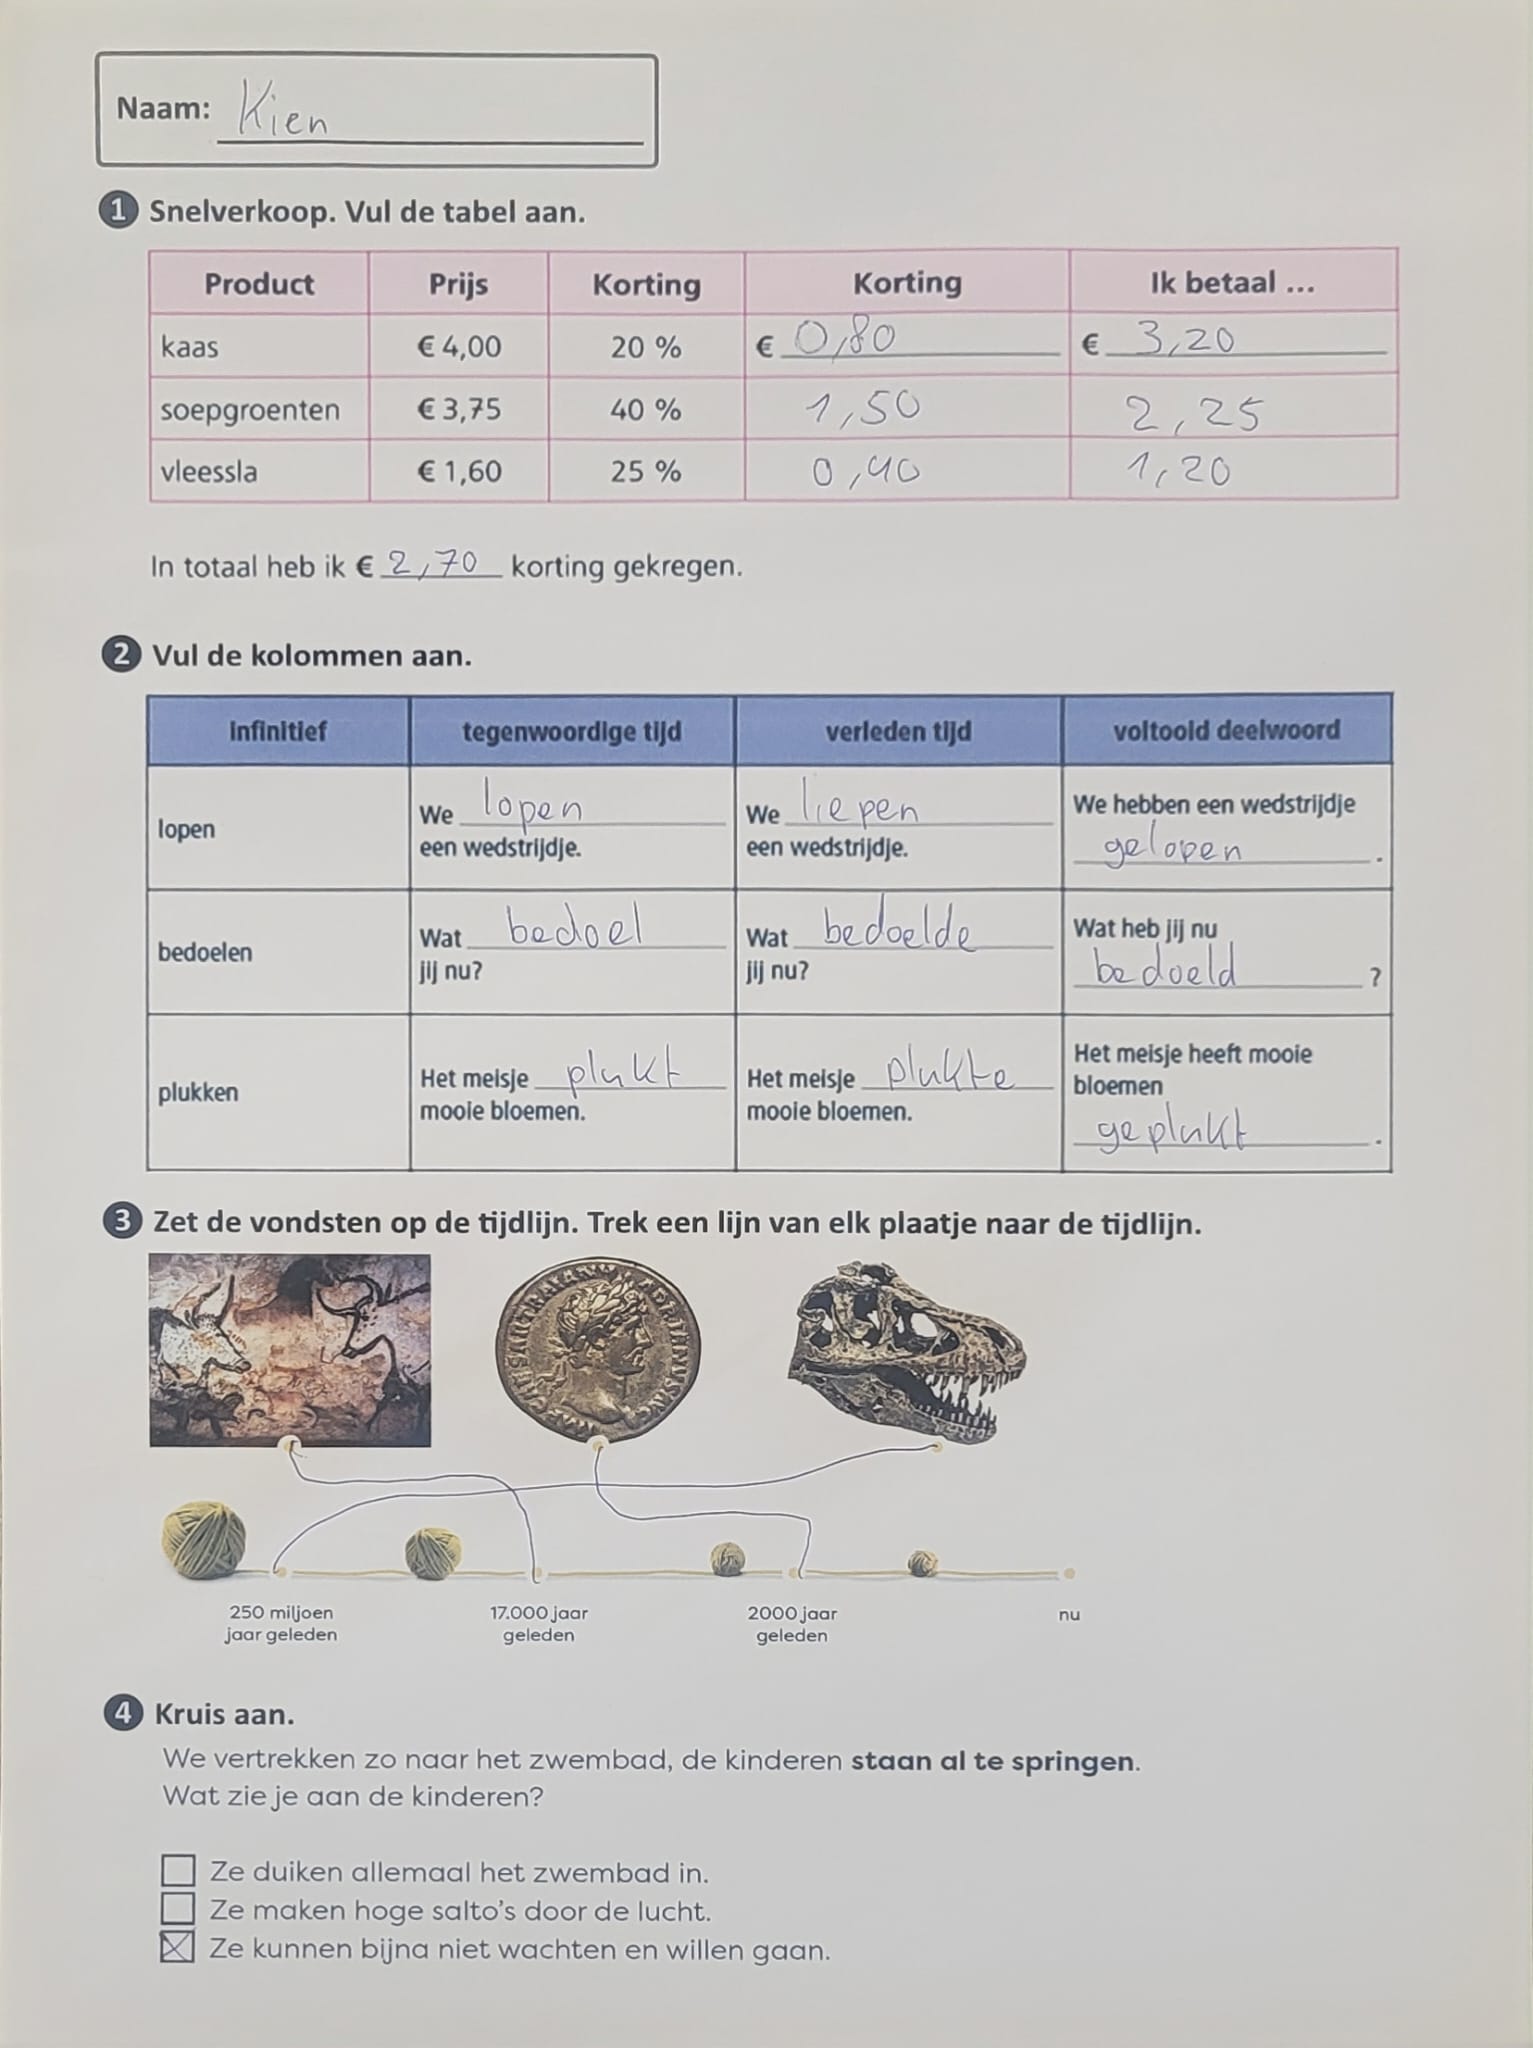 Naam: Kien
1 Snelverkoop. Vul de tabel aan.
Product Prijs Korting Korting Ik betaal ...
kaas € 4,00 20 % € 0,80 € 3,20
soepgroenten € 3,75 40 % 1,50 2,25
vleessla € 1,60 25 % 0,40 1,20
In totaal heb ik € 2,70 korting gekregen.
2 Vul de kolommen aan.
infinitief tegenwoordige tijd verleden tijd voltooid deelwoord
lopen
We lopen
een wedstrijdje.
We liepen
een wedstrijdje.
We hebben een wedstrijdje
gelopen.
bedoelen
Wat bedoel
jij nu?
Wat bedoelde
jij nu?
Wat heb jij nu
bedoeld?
plukken
Het meisje plukt
mooie bloemen.
Het meisje plukte
mooie bloemen.
Het meisje heeft mooie
bloemen
geplukt.
3 Zet de vondsten op de tijdlijn. Trek een lijn van elk plaatje naar de tijdlijn.
250 miljoen
jaar geleden
17.000 jaar
geleden
2000 jaar
geleden
nu
4 Kruis aan.
We vertrekken zo naar het zwembad, de kinderen staan al te springen.
Wat zie je aan de kinderen?
Ze duiken allemaal het zwembad in.
Ze maken hoge salto's door de lucht.
Ze kunnen bijna niet wachten en willen gaan.